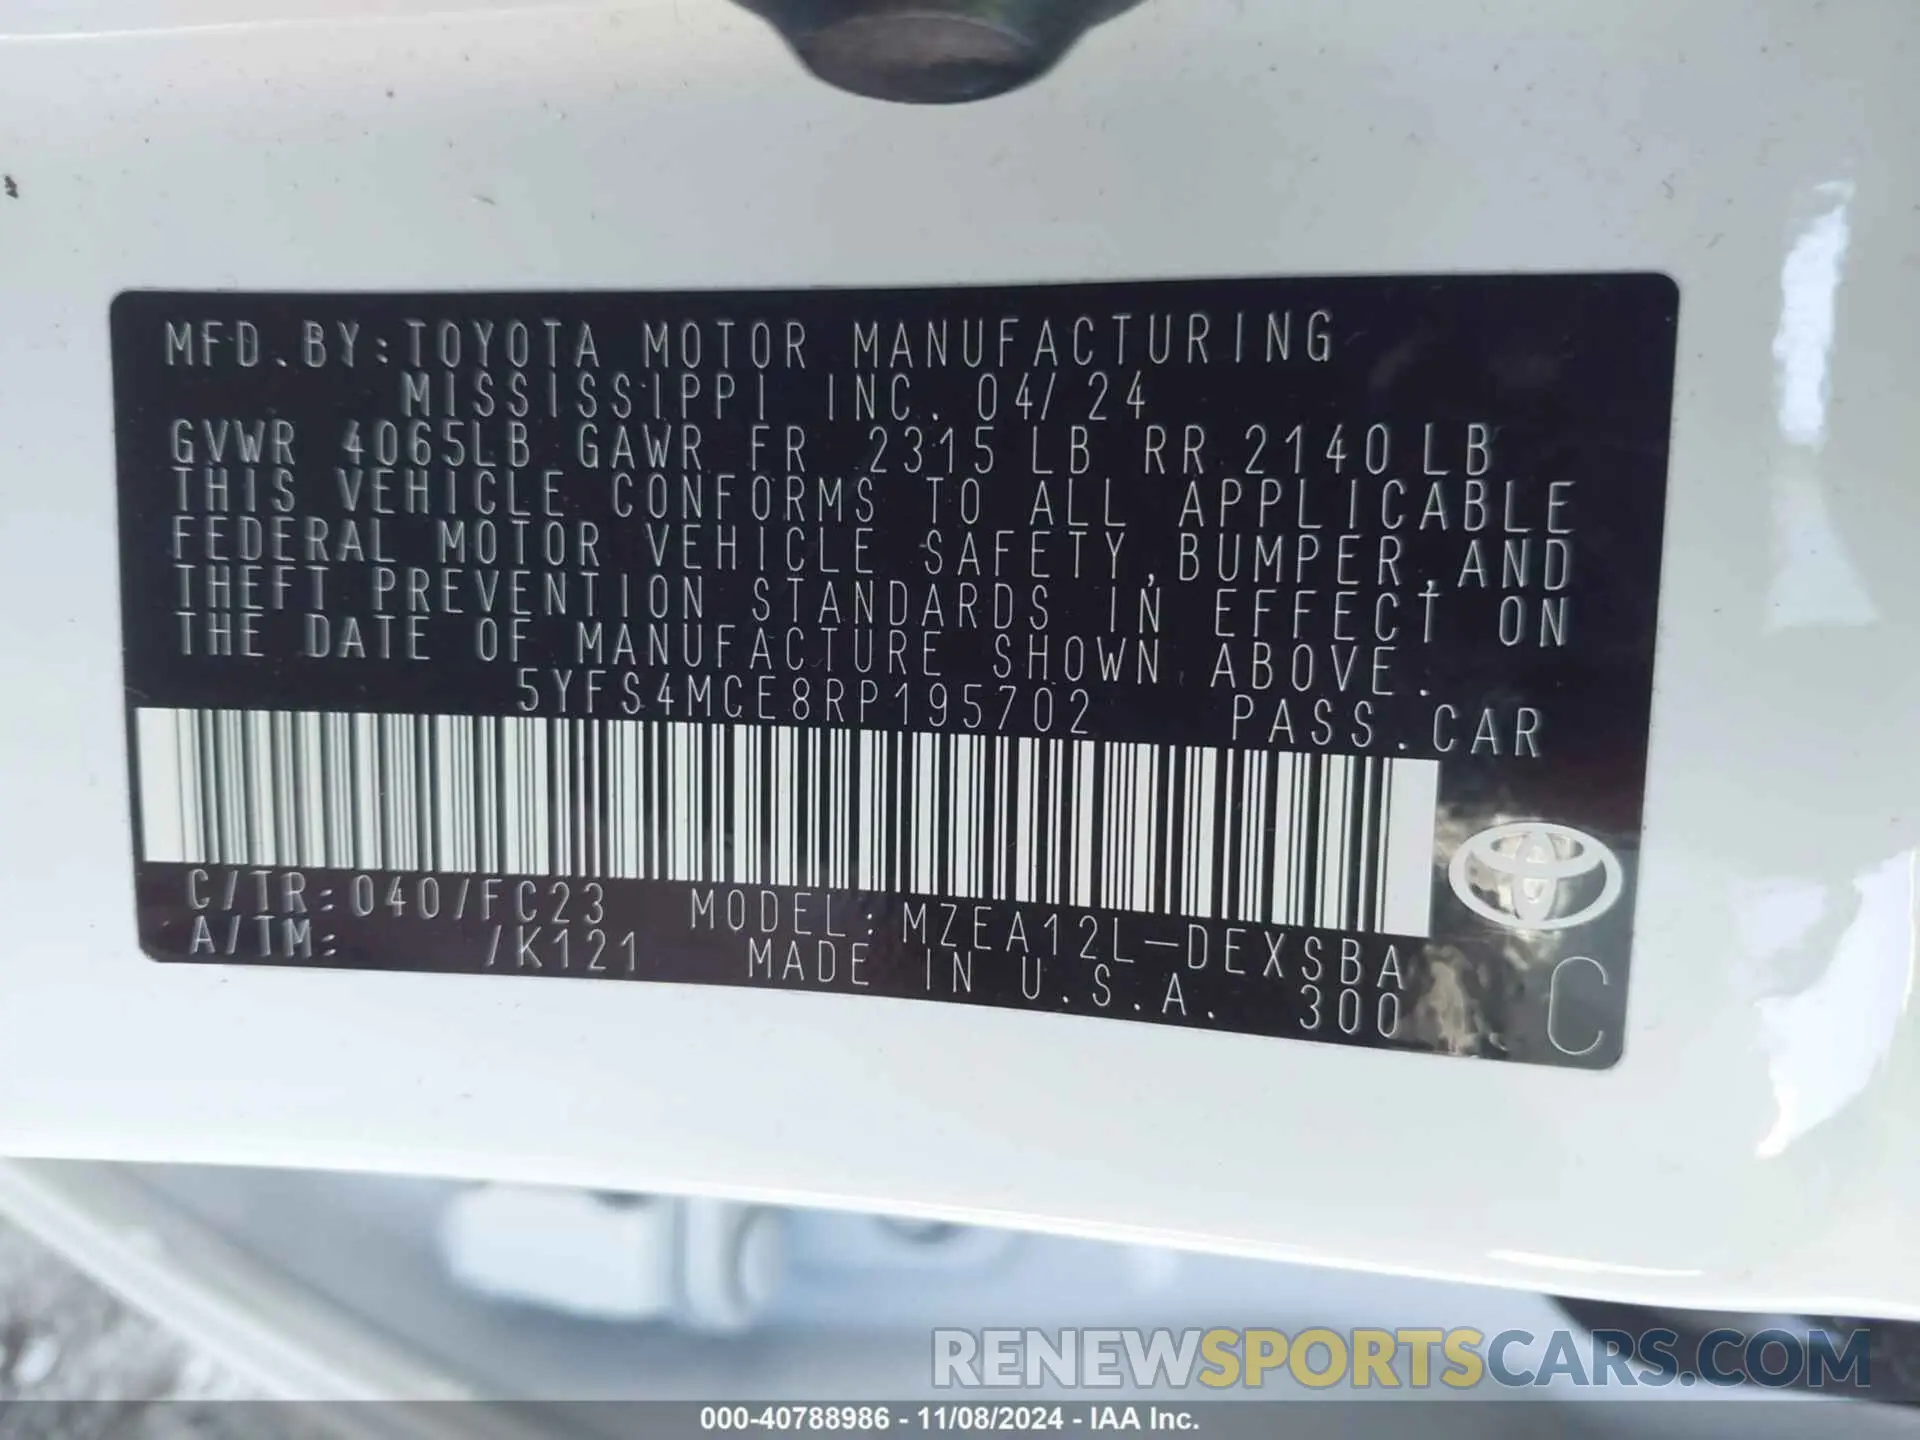 MFD.BY:TOYOTA MOTOR MANUFACTURING
MISSISSIPPI INC. 04/24
GVWR 4065LB GAWR FR 2315 LB RR 2140 LB
THIS VEHICLE CONFORMS TO ALL APPLICABLE
FEDERAL MOTOR VEHICLE SAFETY, BUMPER, AND
THEFT PREVENTION STANDARDS IN EFFECT ON
THE DATE OF MANUFACTURE SHOWN ABOVE.
5YFS4MCE8RP195702 PASS.CAR
C/TR:040/FC23 MODEL:MZEA12L-DEXSBA
A/TM: /K121 MADE IN U.S.A. 300 C
RENEWSPORTSCARS.COM
000-40788986 - 11/08/2024 - IAA Inc.